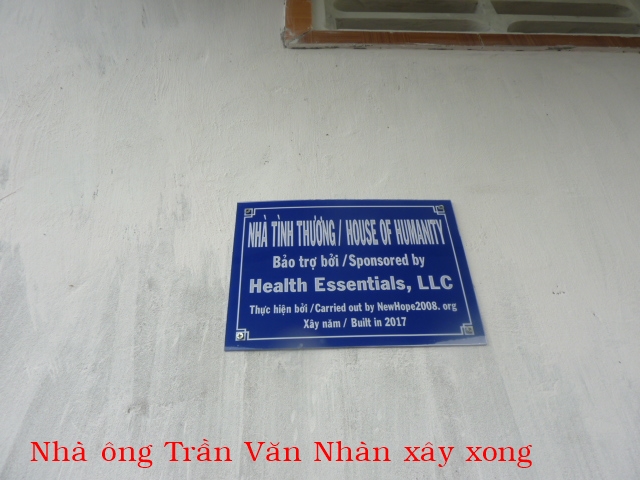 NHÀ TÌNH THƯƠNG / HOUSE OF HUMANITY
Bảo trợ bởi / Sponsored by
Health Essentials, LLC
Thực hiện bởi / Carried out by NewHope2008. org
Xây năm / Built in 2017
Nhà ông Trần Văn Nhàn xây xong